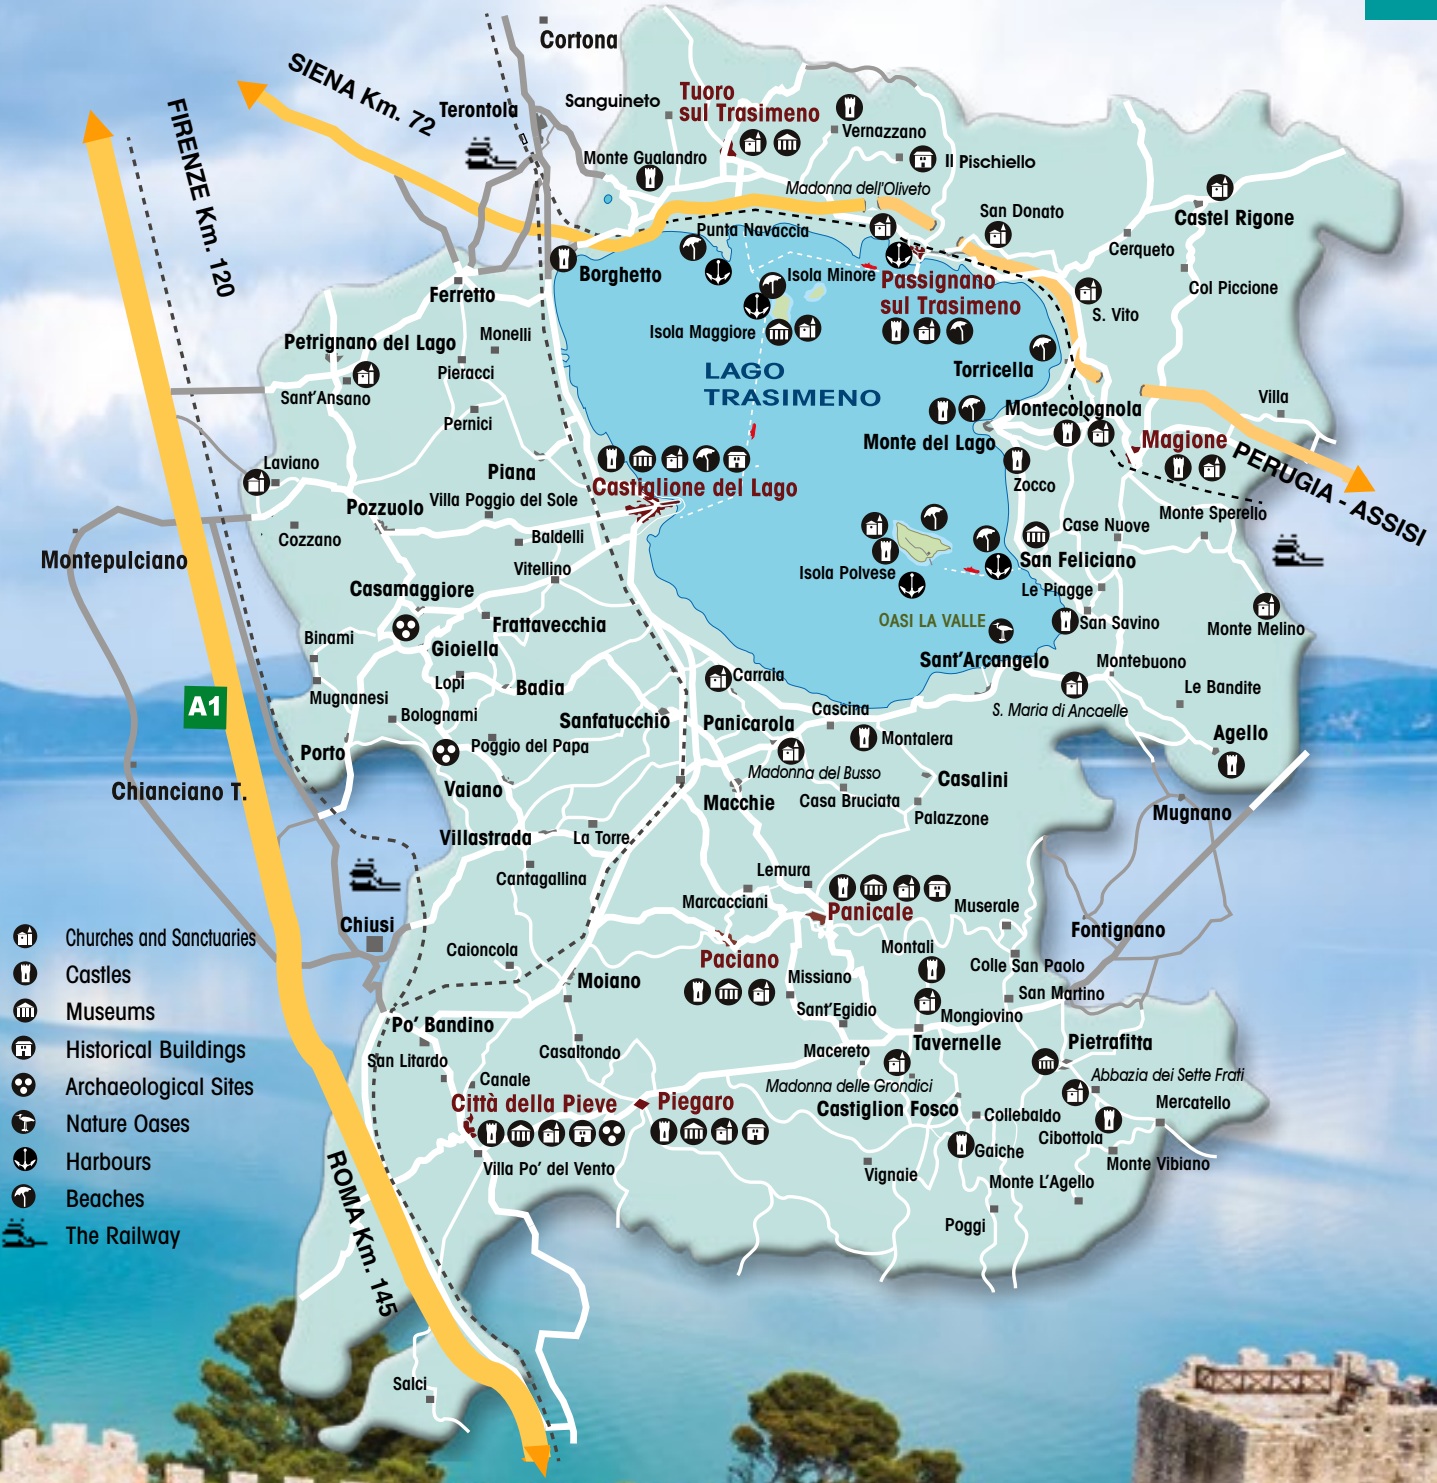 Cortona
SIENA Km. 72
FIRENZE Km. 120
Terontola
Sanguineto
Tuoro
sul Trasimeno
Vernazzano
Monte Gualandro
Il Pischiello
Madonna dell'Oliveto
San Donato
Castel Rigone
Cerqueto
Punta Navaccia
Borghetto
Isola Minore
Passignano
sul Trasimeno
Col Piccione
S. Vito
Ferretto
Isola Maggiore
Monelli
Petrignano del Lago
Pieracci
LAGO
TRASIMENO
Torricella
Sant'Ansano
Pernici
Villa
Montecolognola
Monte del Lago
Magione
PERUGIA - ASSISI
Laviano
Piana
Castiglione del Lago
Zocco
Villa Poggio del Sole
Pozzuolo
Monte Sperello
Case Nuove
Cozzano
Baldelli
Montepulciano
San Feliciano
Vitellino
Isola Polvese
Casamaggiore
Le Piagge
OASI LA VALLE
San Savino
Monte Melino
Frattavecchia
Binami
Gioiella
Sant'Arcangelo
Montebuono
Carraia
Lopi
Badia
Le Bandite
Mugnanesi
A1
S. Maria di Ancaelle
Cascina
Bolognami
Sanfatucchio
Panicarola
Agello
Montalera
Poggio del Papa
Porto
Madonna del Busso
Casalini
Vaiano
Chianciano T.
Macchie
Casa Bruciata
Palazzone
Mugnano
Villastrada
La Torre
Lemura
Cantagallina
Marcacciani
Panicale
Muserale
Chiusi
Fontignano
Churches and Sanctuaries
Caioncola
Montali
Paciano
Colle San Paolo
Castles
Missiano
Moiano
San Martino
Museums
Sant'Egidio
Mongiovino
Po' Bandino
Tavernelle
Pietrafitta
Historical Buildings
San Litardo
Casaltondo
Macereto
Abbazia dei Sette Frati
Archaeological Sites
Canale
Madonna delle Grondici
Città della Pieve
Piegaro
Castiglion Fosco
Mercatello
Collebaldo
Nature Oases
Cibottola
Gaiche
Harbours
Villa Po' del Vento
Monte Vibiano
Vignaie
Monte L'Agello
Beaches
Poggi
The Railway
ROMA Km. 145
Salci